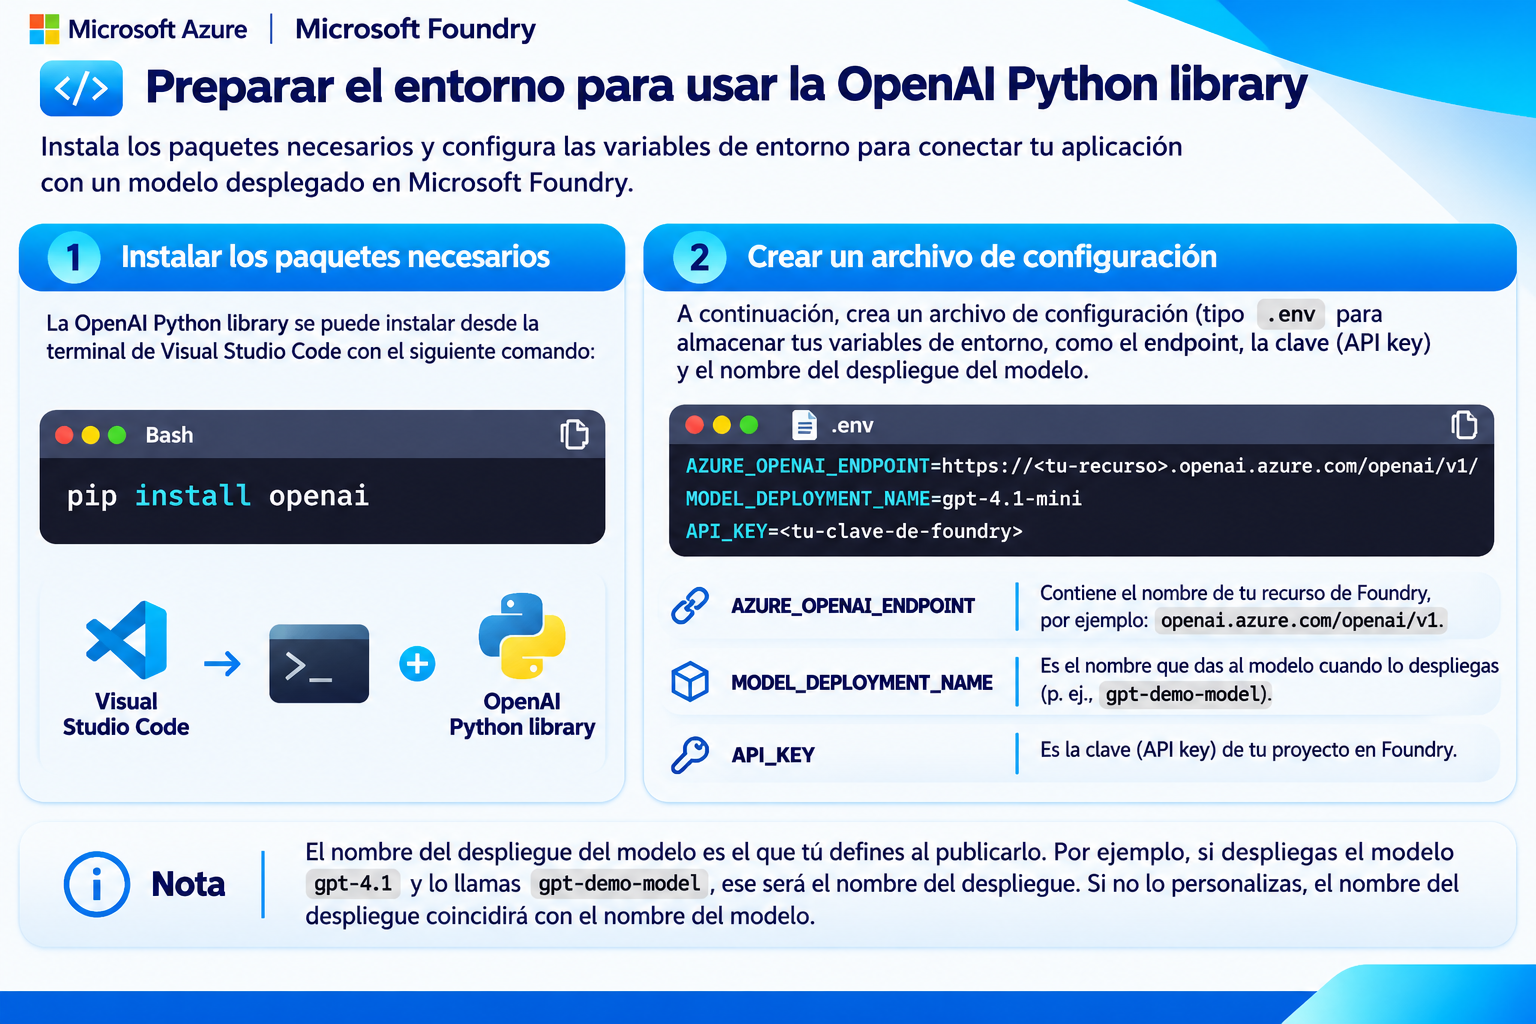 Microsoft Azure | Microsoft Foundry
</> Preparar el entorno para usar la OpenAI Python library
Instala los paquetes necesarios y configura las variables de entorno para conectar tu aplicación
con un modelo desplegado en Microsoft Foundry.
1 Instalar los paquetes necesarios
La OpenAI Python library se puede instalar desde la
terminal de Visual Studio Code con el siguiente comando:
Bash
pip install openai
>_
Visual
Studio Code
OpenAI
Python library
2 Crear un archivo de configuración
A continuación, crea un archivo de configuración (tipo .env para
almacenar tus variables de entorno, como el endpoint, la clave (API key)
y el nombre del despliegue del modelo.
.env
AZURE_OPENAI_ENDPOINT=https://<tu-recurso>.openai.azure.com/openai/v1/
MODEL_DEPLOYMENT_NAME=gpt-4.1-mini
API_KEY=<tu-clave-de-foundry>
AZURE_OPENAI_ENDPOINT
Contiene el nombre de tu recurso de Foundry,
por ejemplo: openai.azure.com/openai/v1.
MODEL_DEPLOYMENT_NAME
Es el nombre que das al modelo cuando lo despliegas
(p. ej., gpt-demo-model).
API_KEY
Es la clave (API key) de tu proyecto en Foundry.
Nota
El nombre del despliegue del modelo es el que tú defines al publicarlo. Por ejemplo, si despliegas el modelo
gpt-4.1 y lo llamas gpt-demo-model, ese será el nombre del despliegue. Si no lo personalizas, el nombre del
despliegue coincidirá con el nombre del modelo.